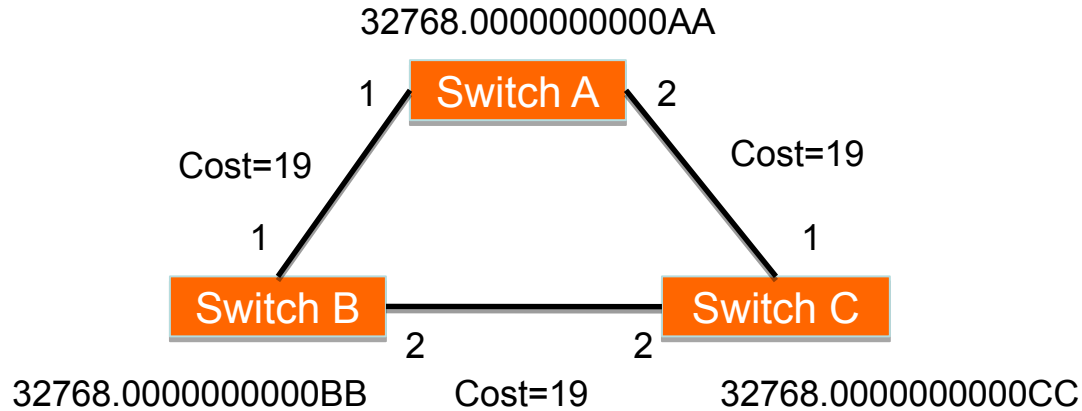 32768.0000000000AA
1 Switch A 2
Cost=19 Cost=19
1 1
Switch B Switch C
2 2
32768.0000000000BB Cost=19 32768.0000000000CC